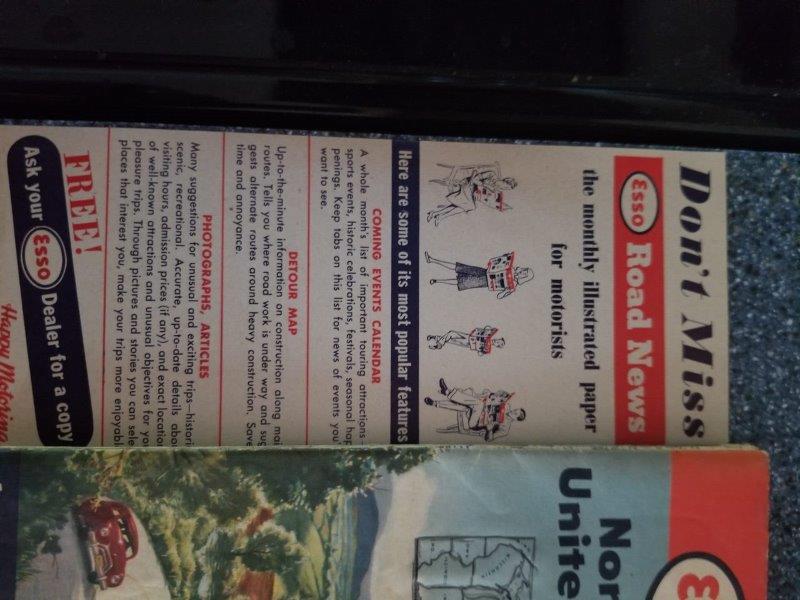 Don't Miss
Esso Road News
the monthly illustrated paper
for motorists
Here are some of its most popular features
COMING EVENTS CALENDAR
A whole month's list of important touring attractions
sports events, historic celebrations, festivals, seasonal hap
penings. Keep tabs on this list for news of events you
want to see.
DETOUR MAP
Up-to-the-minute information on construction along mai
routes. Tells you where road work is under way and sug
gests alternate routes around heavy construction. Save
time and annoyance.
PHOTOGRAPHS, ARTICLES
Many suggestions for unusual and exciting trips—histori
scenic, recreational. Accurate, up-to-date details abou
visiting hours, admission prices (if any), and exact location
of well-known attractions and unusual objectives for you
pleasure trips. Through pictures and stories you can sele
places that interest you, make your trips more enjoyabl
FREE!
Ask your Esso Dealer for a copy
Happy Motoring
Nor
Unite
WISCONSIN